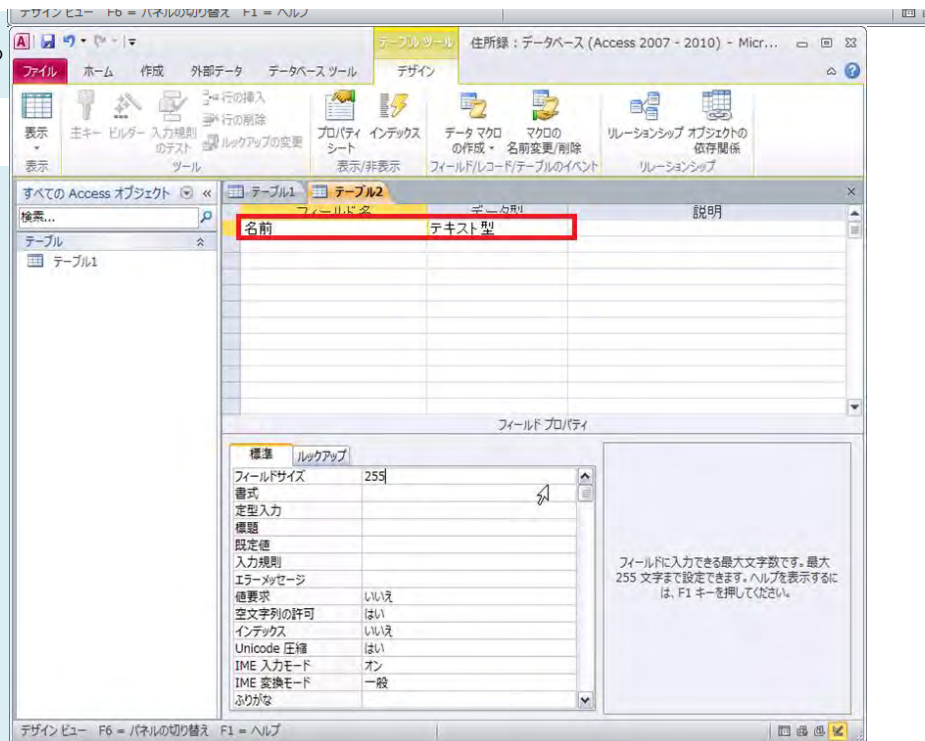 デザイン ビュー F6 = パネルの切り替え F1 = ヘルプ
テーブル ツール 住所録 : データベース (Access 2007 - 2010) - Micr...
ファイル ホーム 作成 外部データ データベース ツール デザイン
表示
主キー ビルダー 入力規則のテスト
行の挿入
行の削除
ルックアップの変更
プロパティ シート
インデックス
データ マクロの作成
マクロの名前変更/削除
リレーションシップ オブジェクトの依存関係
表示 ツール 表示/非表示 フィールド/レコード/テーブルのイベント リレーションシップ
すべての Access オブジェクト «
検索...
テーブル
テーブル1
テーブル1 テーブル2
フィールド名 データ型 説明
名前 テキスト型
フィールド プロパティ
標準 ルックアップ
フィールドサイズ 255
書式
定型入力
標題
既定値
入力規則
エラーメッセージ
値要求 いいえ
空文字列の許可 はい
インデックス いいえ
Unicode 圧縮 はい
IME 入力モード オン
IME 変換モード 一般
ふりがな
フィールドに入力できる最大文字数です。最大
255 文字まで設定できます。ヘルプを表示するに
は、F1 キーを押してください。
デザイン ビュー F6 = パネルの切り替え F1 = ヘルプ